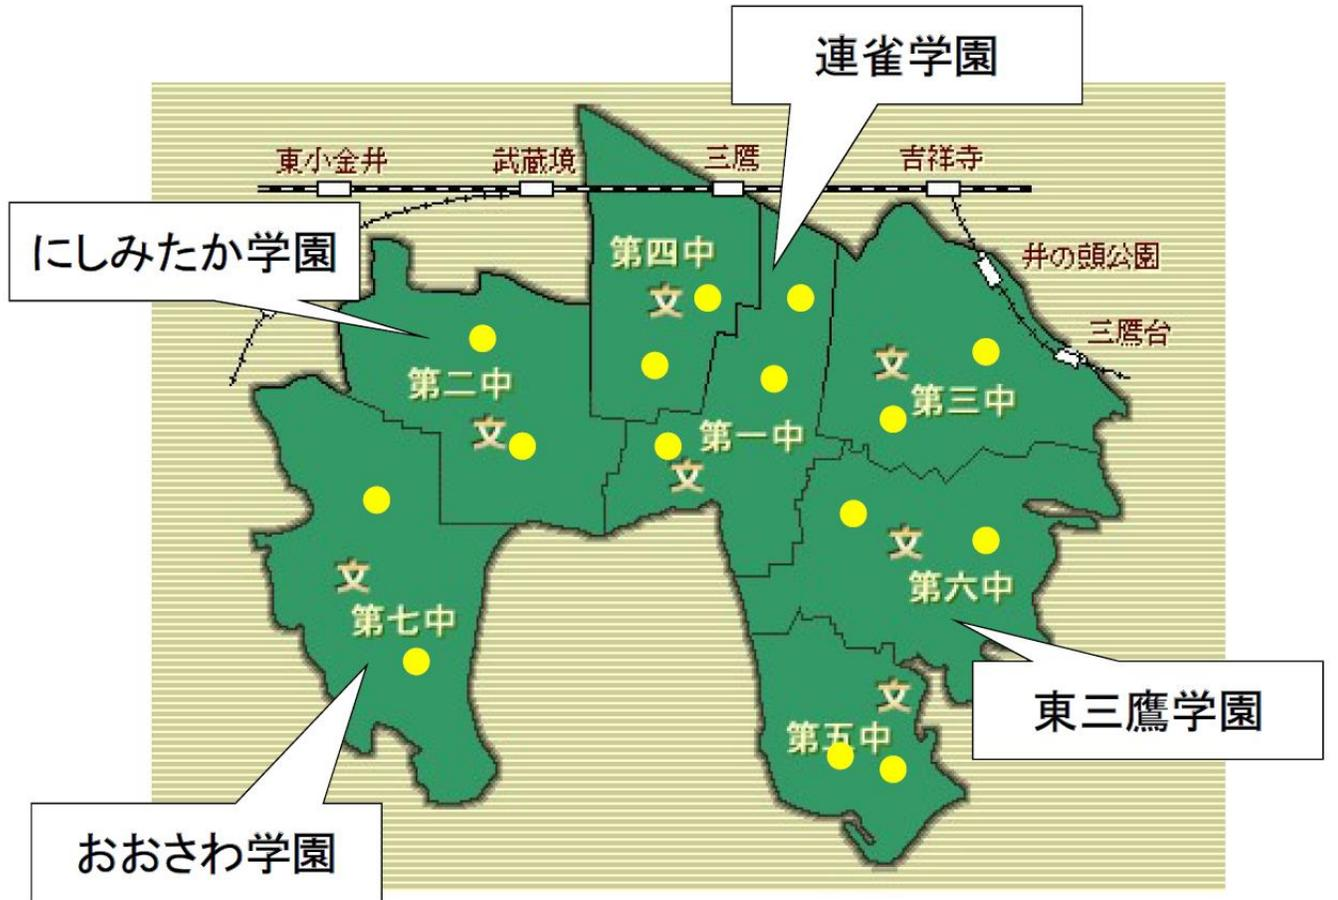 連雀学園
東小金井
武蔵境
三鷹
吉祥寺
にしみたか学園
井の頭公園
第四中
文
三鷹台
文
第二中
第三中
文
第一中
文
文
第六中
文
第七中
文
東三鷹学園
第五中
おおさわ学園